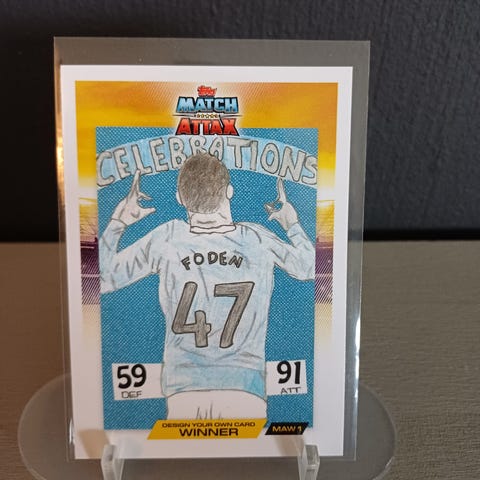 Topps
MATCH
ATTAX
CELEBRATIONS
FODEN
47
59
DEF
91
ATT
DESIGN YOUR OWN CARD
WINNER
MAW 1